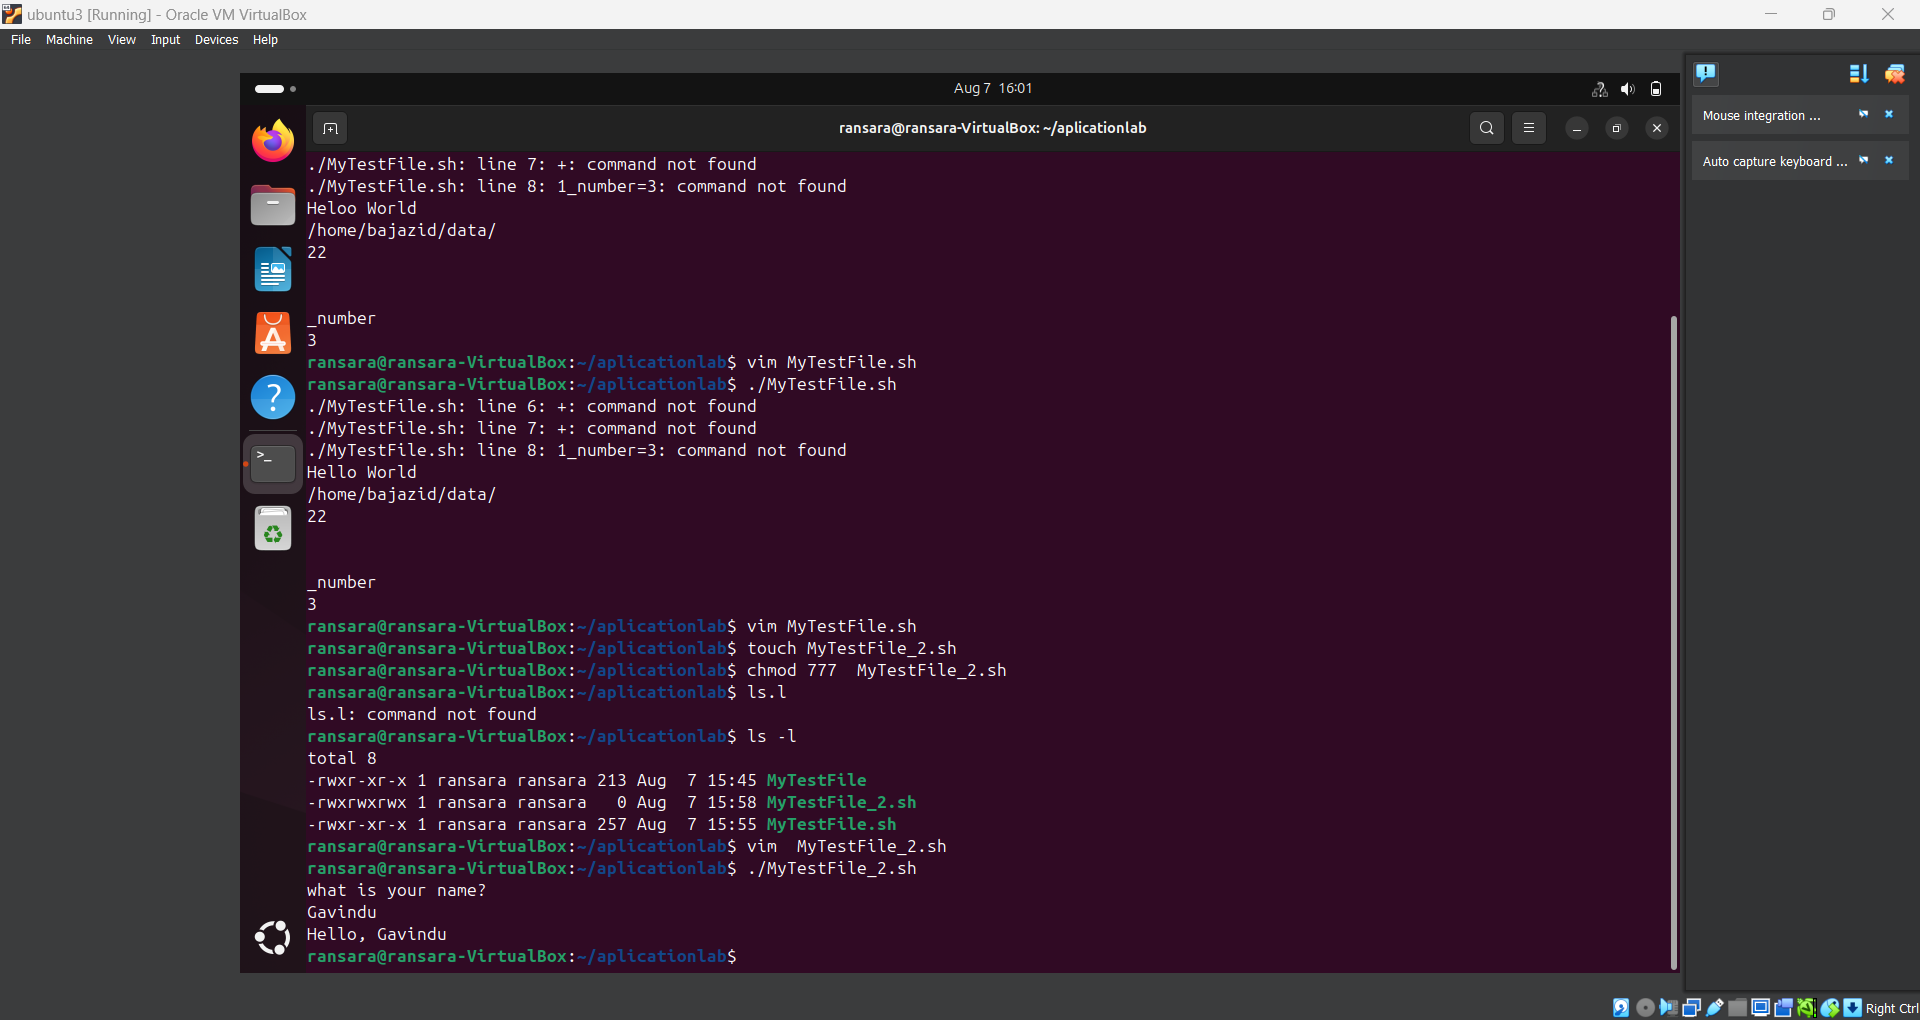 ubuntu3 [Running] - Oracle VM VirtualBox
File Machine View Input Devices Help
Aug 7 16:01
ransara@ransara-VirtualBox: ~/aplicationlab
Mouse integration ...
Auto capture keyboard ...
./MyTestFile.sh: line 7: +: command not found
./MyTestFile.sh: line 8: 1_number=3: command not found
Heloo World
/home/bajazid/data/
22
_number
3
ransara@ransara-VirtualBox:~/aplicationlab$ vim MyTestFile.sh
ransara@ransara-VirtualBox:~/aplicationlab$ ./MyTestFile.sh
./MyTestFile.sh: line 6: +: command not found
./MyTestFile.sh: line 7: +: command not found
./MyTestFile.sh: line 8: 1_number=3: command not found
Hello World
/home/bajazid/data/
22
_number
3
ransara@ransara-VirtualBox:~/aplicationlab$ vim MyTestFile.sh
ransara@ransara-VirtualBox:~/aplicationlab$ touch MyTestFile_2.sh
ransara@ransara-VirtualBox:~/aplicationlab$ chmod 777  MyTestFile_2.sh
ransara@ransara-VirtualBox:~/aplicationlab$ ls.l
ls.l: command not found
ransara@ransara-VirtualBox:~/aplicationlab$ ls -l
total 8
-rwxr-xr-x 1 ransara ransara 213 Aug  7 15:45 MyTestFile
-rwxrwxrwx 1 ransara ransara   0 Aug  7 15:58 MyTestFile_2.sh
-rwxr-xr-x 1 ransara ransara 257 Aug  7 15:55 MyTestFile.sh
ransara@ransara-VirtualBox:~/aplicationlab$ vim  MyTestFile_2.sh
ransara@ransara-VirtualBox:~/aplicationlab$ ./MyTestFile_2.sh
what is your name?
Gavindu
Hello, Gavindu
ransara@ransara-VirtualBox:~/aplicationlab$
Right Ctrl